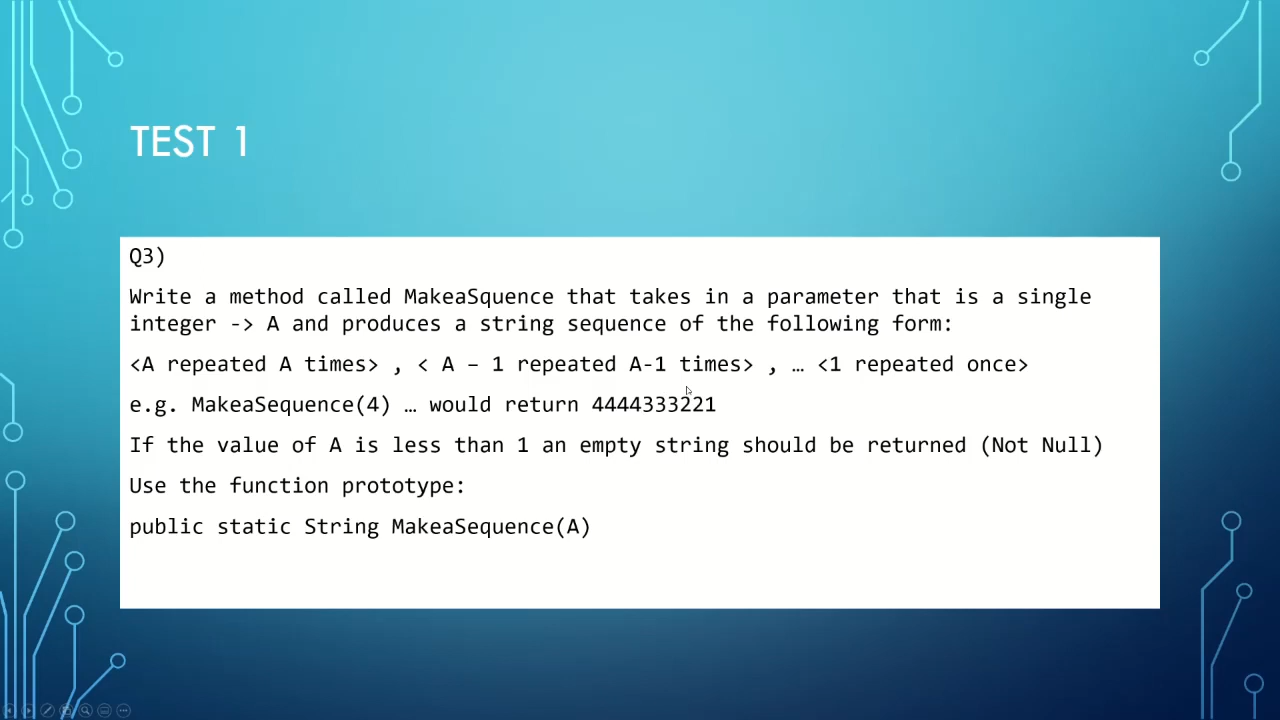 TEST 1
Q3)
Write a method called MakeaSquence that takes in a parameter that is a single
integer -> A and produces a string sequence of the following form:
<A repeated A times> , < A – 1 repeated A-1 times> , … <1 repeated once>
e.g. MakeaSequence(4) … would return 4444333221
If the value of A is less than 1 an empty string should be returned (Not Null)
Use the function prototype:
public static String MakeaSequence(A)